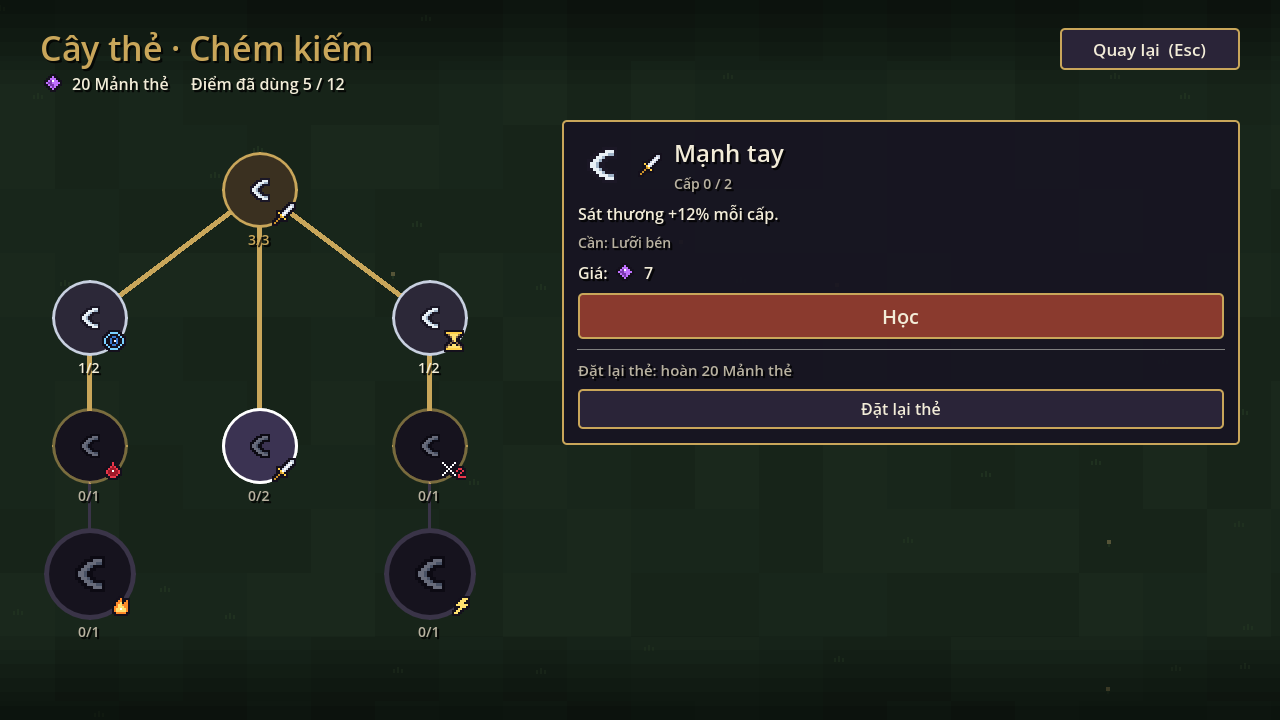 Cây thẻ · Chém kiếm
20 Mảnh thẻ Điểm đã dùng 5 / 12
Quay lại (Esc)
3/3
1/2
1/2
0/1
0/2
2
0/1
0/1
0/1
Mạnh tay
Cấp 0 / 2
Sát thương +12% mỗi cấp.
Cần: Lưỡi bén
Giá: 7
Học
Đặt lại thẻ: hoàn 20 Mảnh thẻ
Đặt lại thẻ